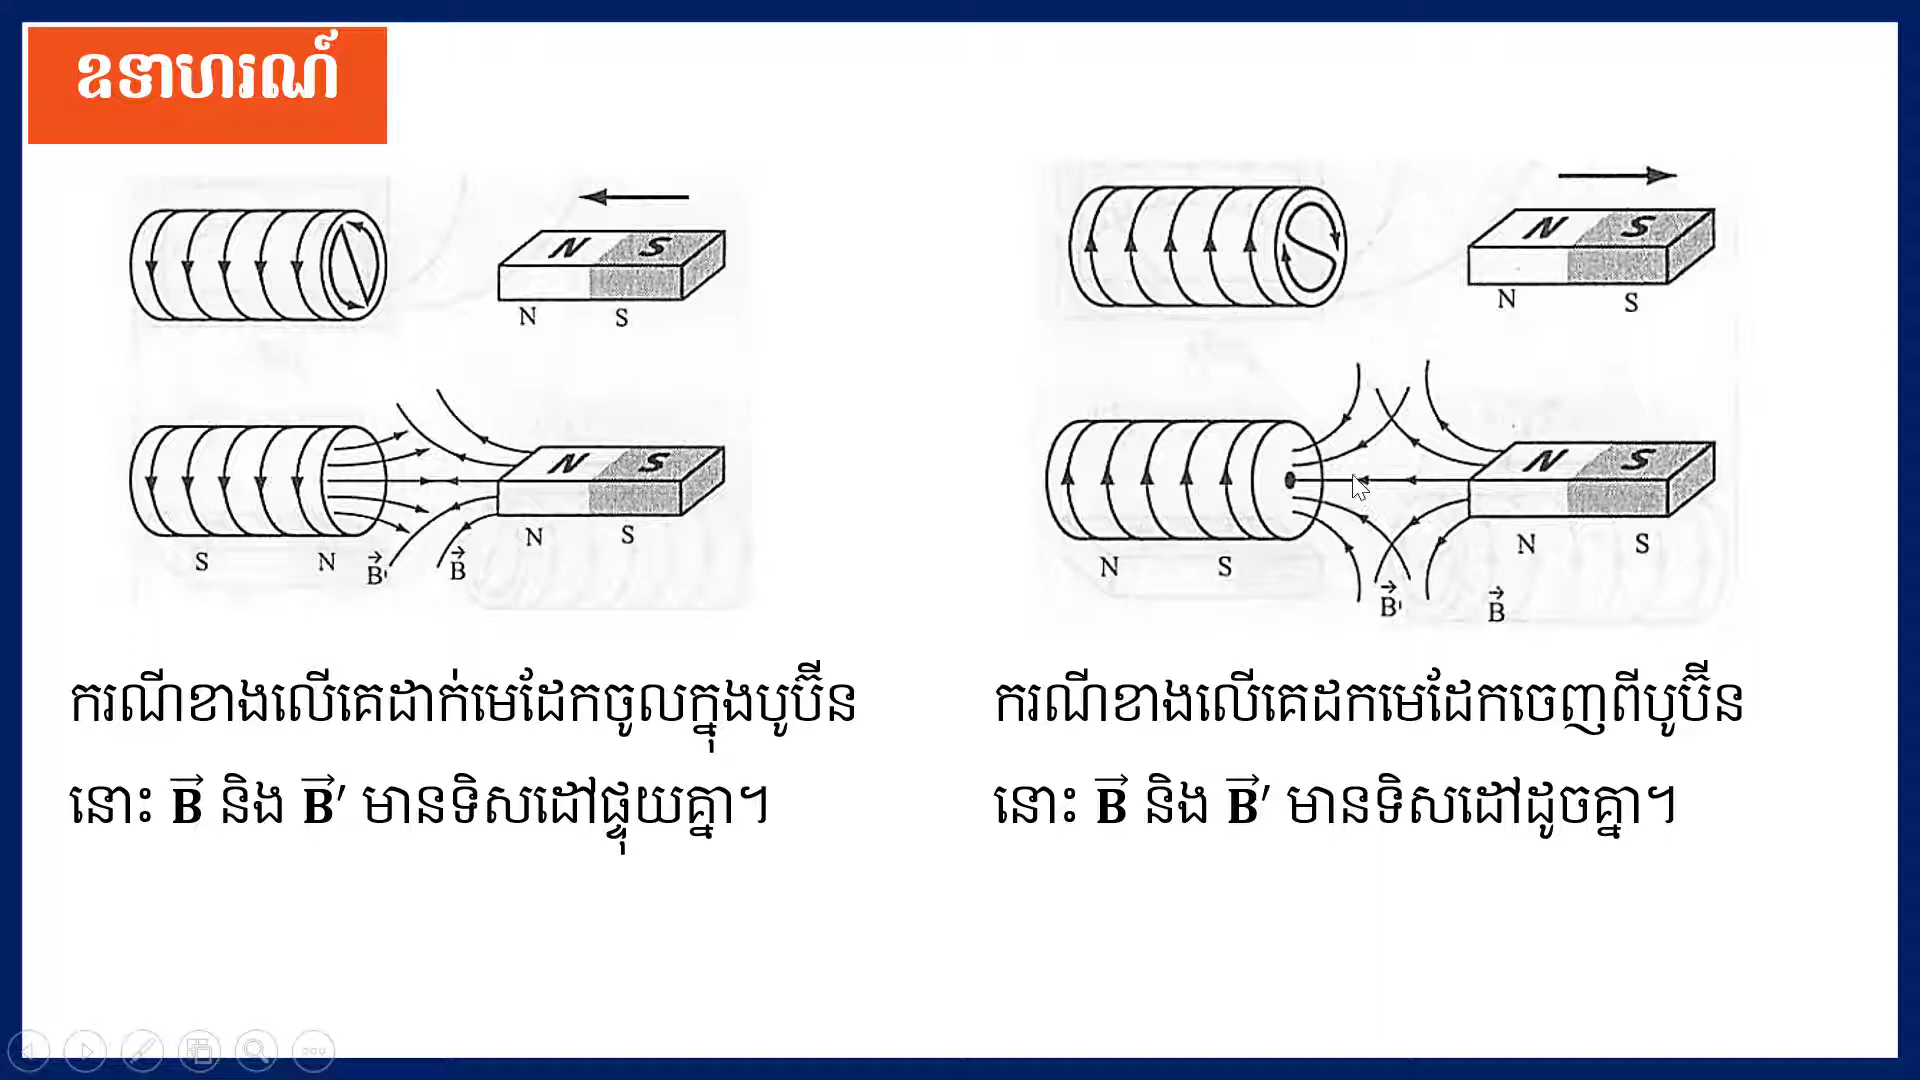 ឧទាហរណ៍
N S
N S
N S
N S
N S
S N B⃗' B⃗
N S
N S
N S
B⃗' B⃗
ករណីខាងលើគេដាក់មេដែកចូលក្នុងបូប៊ីន
នោះ B⃗ និង B⃗′ មានទិសដៅផ្ទុយគ្នា។
ករណីខាងលើគេដកមេដែកចេញពីបូប៊ីន
នោះ B⃗ និង B⃗′ មានទិសដៅដូចគ្នា។